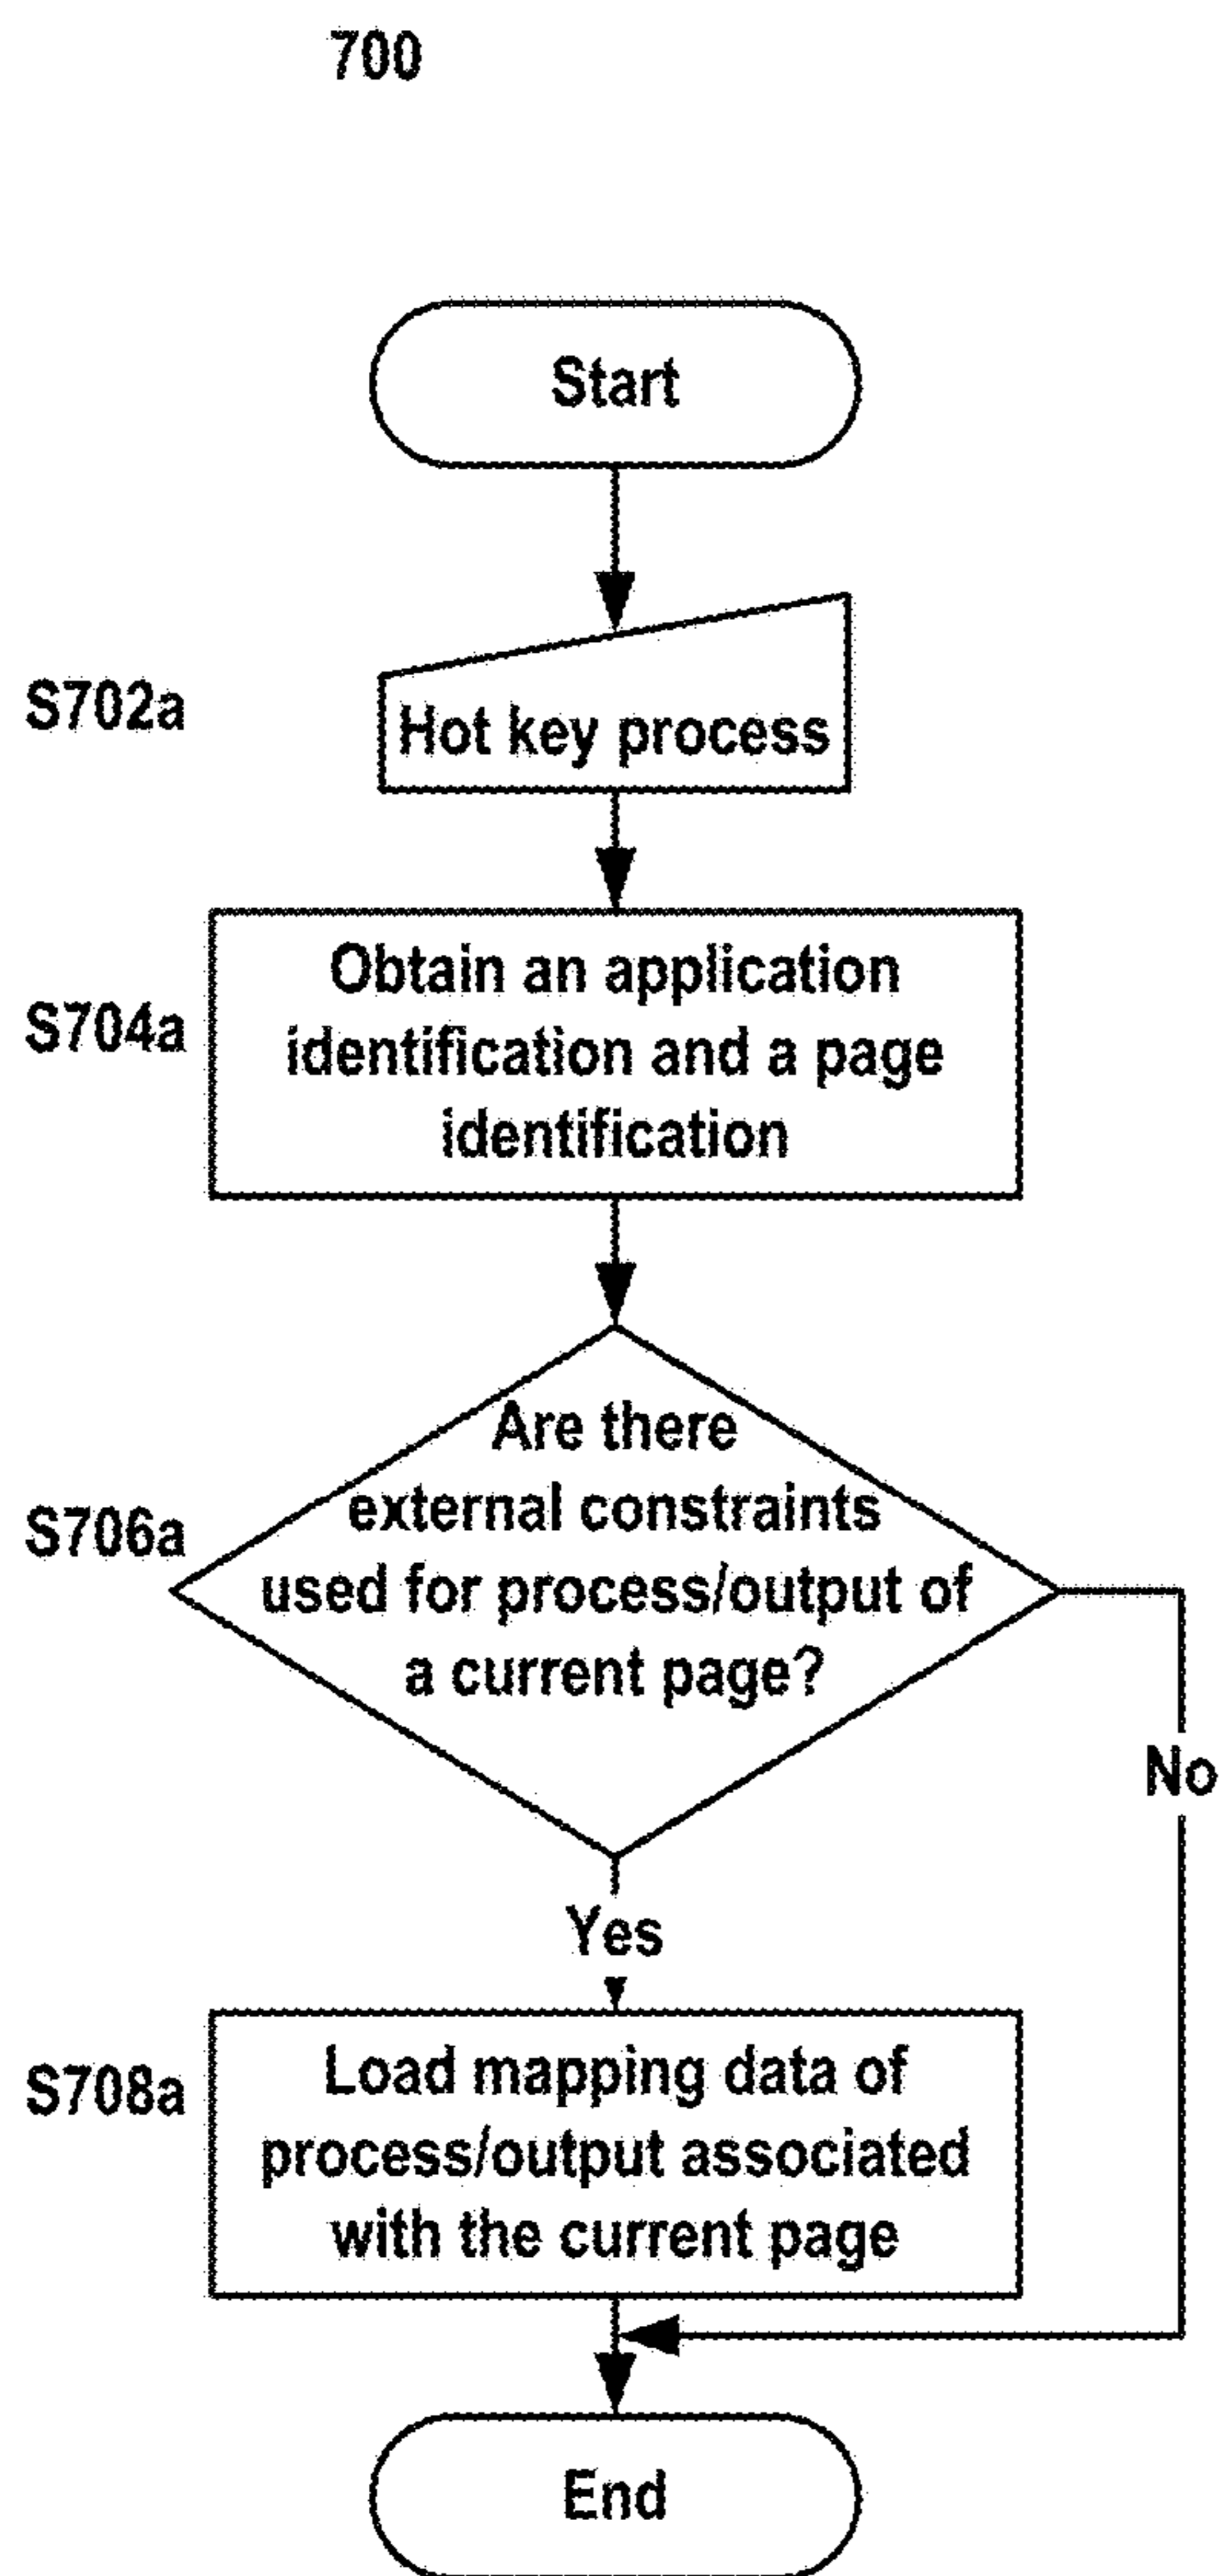 700
Start
S702a
Hot key process
S704a
Obtain an application
identification and a page
identification
S706a
Are there
external constraints
used for process/output of
a current page?
No
Yes
S708a
Load mapping data of
process/output associated
with the current page
End